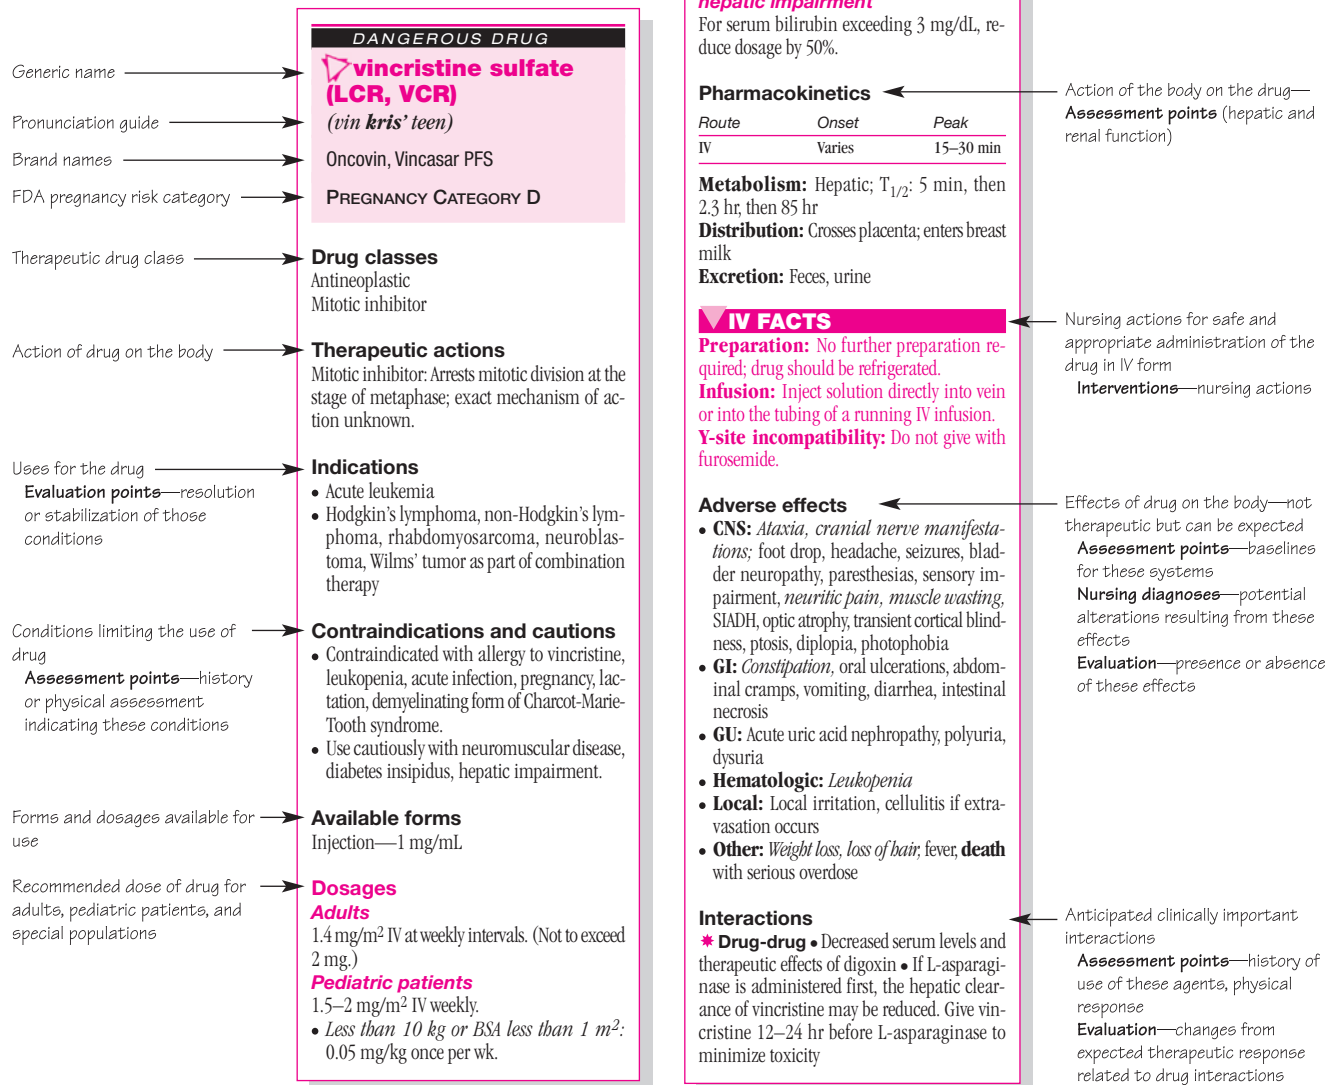 DANGEROUS DRUG
Generic name
vincristine sulfate
(LCR, VCR)
Pronunciation guide
(vin kris’ teen)
Brand names
Oncovin, Vincasar PFS
FDA pregnancy risk category
PREGNANCY CATEGORY D
Therapeutic drug class
Drug classes
Antineoplastic
Mitotic inhibitor
Action of drug on the body
Therapeutic actions
Mitotic inhibitor: Arrests mitotic division at the
stage of metaphase; exact mechanism of ac-
tion unknown.
Uses for the drug
Evaluation points—resolution
or stabilization of those
conditions
Indications
• Acute leukemia
• Hodgkin’s lymphoma, non-Hodgkin’s lym-
phoma, rhabdomyosarcoma, neuroblas-
toma, Wilms’ tumor as part of combination
therapy
Conditions limiting the use of
drug
Assessment points—history
or physical assessment
indicating these conditions
Contraindications and cautions
• Contraindicated with allergy to vincristine,
leukopenia, acute infection, pregnancy, lac-
tation, demyelinating form of Charcot-Marie-
Tooth syndrome.
• Use cautiously with neuromuscular disease,
diabetes insipidus, hepatic impairment.
Forms and dosages available for
use
Available forms
Injection—1 mg/mL
Recommended dose of drug for
adults, pediatric patients, and
special populations
Dosages
Adults
1.4 mg/m² IV at weekly intervals. (Not to exceed
2 mg.)
Pediatric patients
1.5–2 mg/m² IV weekly.
• Less than 10 kg or BSA less than 1 m²:
0.05 mg/kg once per wk.
hepatic impairment
For serum bilirubin exceeding 3 mg/dL, re-
duce dosage by 50%.
Pharmacokinetics
Route Onset Peak
IV Varies 15–30 min
Metabolism: Hepatic; T1/2: 5 min, then
2.3 hr, then 85 hr
Distribution: Crosses placenta; enters breast
milk
Excretion: Feces, urine
Action of the body on the drug—
Assessment points (hepatic and
renal function)
IV FACTS
Preparation: No further preparation re-
quired; drug should be refrigerated.
Infusion: Inject solution directly into vein
or into the tubing of a running IV infusion.
Y-site incompatibility: Do not give with
furosemide.
Nursing actions for safe and
appropriate administration of the
drug in IV form
Interventions—nursing actions
Adverse effects
• CNS: Ataxia, cranial nerve manifesta-
tions; foot drop, headache, seizures, blad-
der neuropathy, paresthesias, sensory im-
pairment, neuritic pain, muscle wasting,
SIADH, optic atrophy, transient cortical blind-
ness, ptosis, diplopia, photophobia
• GI: Constipation, oral ulcerations, abdom-
inal cramps, vomiting, diarrhea, intestinal
necrosis
• GU: Acute uric acid nephropathy, polyuria,
dysuria
• Hematologic: Leukopenia
• Local: Local irritation, cellulitis if extra-
vasation occurs
• Other: Weight loss, loss of hair, fever, death
with serious overdose
Effects of drug on the body—not
therapeutic but can be expected
Assessment points—baselines
for these systems
Nursing diagnoses—potential
alterations resulting from these
effects
Evaluation—presence or absence
of these effects
Interactions
✷ Drug-drug • Decreased serum levels and
therapeutic effects of digoxin • If L-asparagi-
nase is administered first, the hepatic clear-
ance of vincristine may be reduced. Give vin-
cristine 12–24 hr before L-asparaginase to
minimize toxicity
Anticipated clinically important
interactions
Assessment points—history of
use of these agents, physical
response
Evaluation—changes from
expected therapeutic response
related to drug interactions